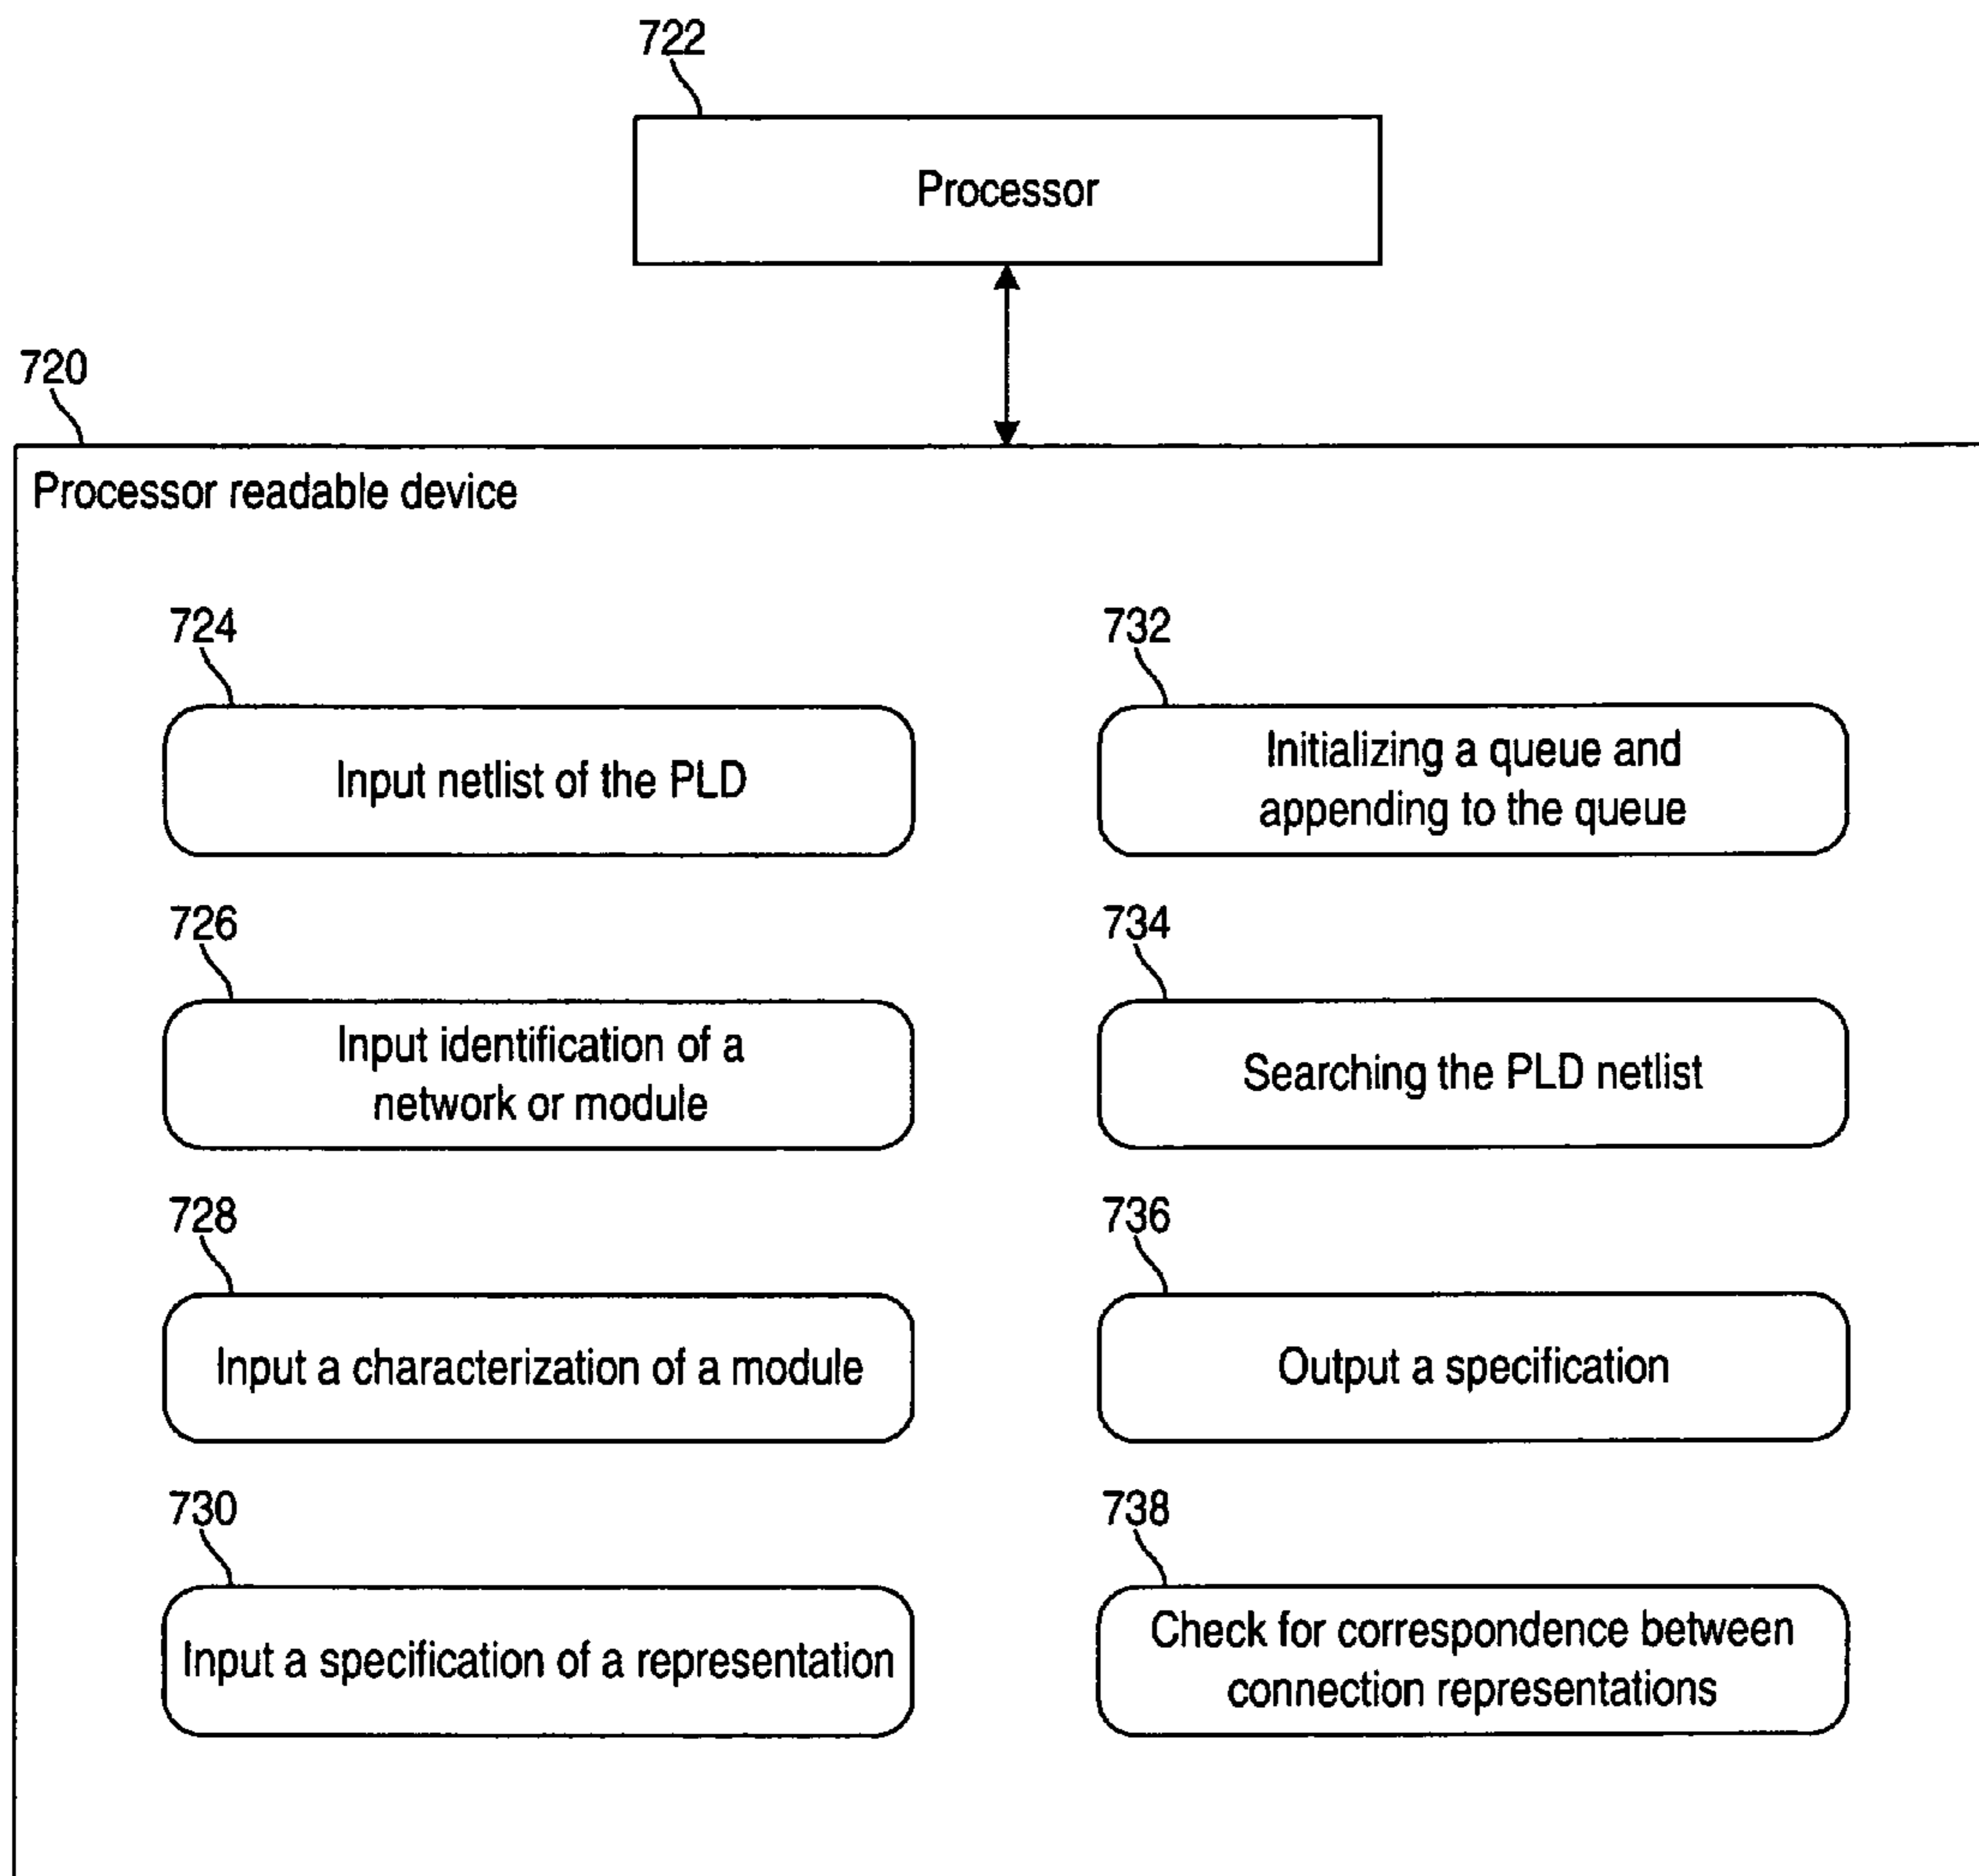 722
Processor
720
Processor readable device
724
Input netlist of the PLD
726
Input identification of a
network or module
728
Input a characterization of a module
730
Input a specification of a representation
732
Initializing a queue and
appending to the queue
734
Searching the PLD netlist
736
Output a specification
738
Check for correspondence between
connection representations